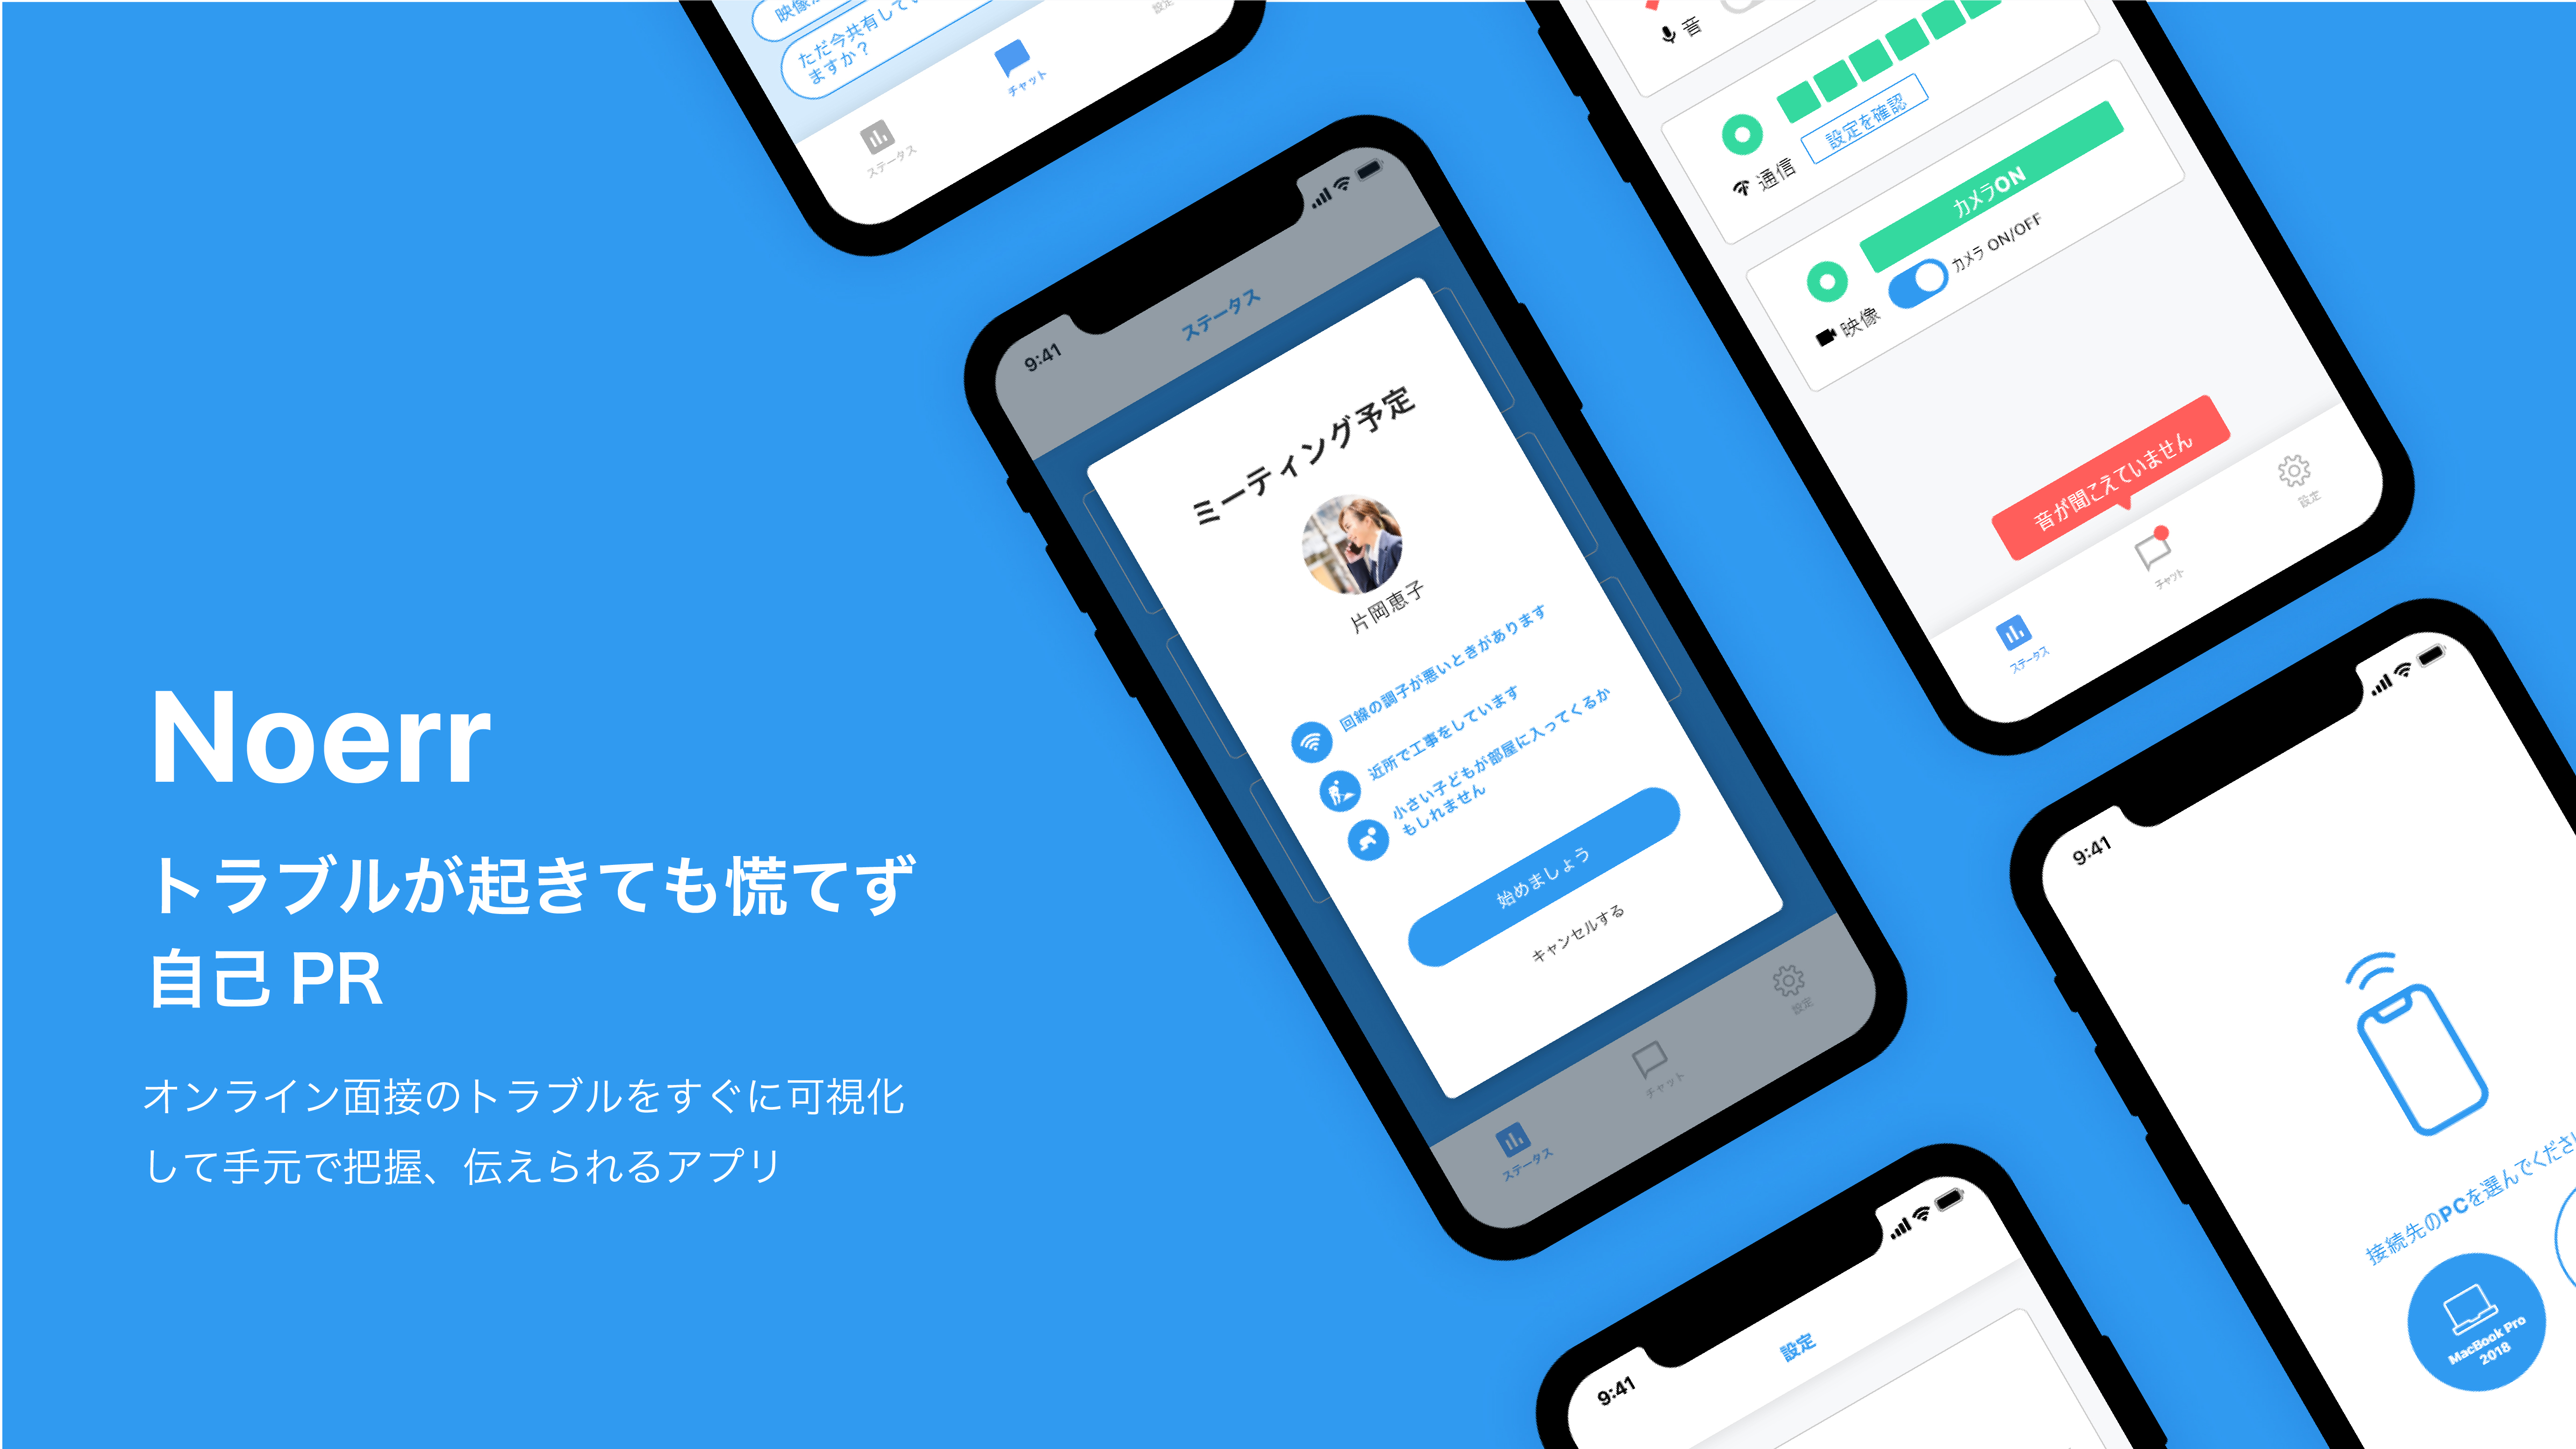 Noerr
トラブルが起きても慌てず
自己 PR
オンライン面接のトラブルをすぐに可視化
して手元で把握、伝えられるアプリ
ただ今共有して
ますか？
ステータス
チャット
設定
9:41
ステータス
ミーティング予定
片岡恵子
回線の調子が悪いときがあります
近所で工事をしています
小さい子どもが部屋に入ってくるか
もしれません
始めましょう
キャンセルする
ステータス
チャット
設定
音
通信
設定を確認
カメラON
映像
カメラ ON/OFF
音が聞こえていません
ステータス
チャット
設定
9:41
設定
9:41
接続先のPCを選んでくださ
MacBook Pro
2018